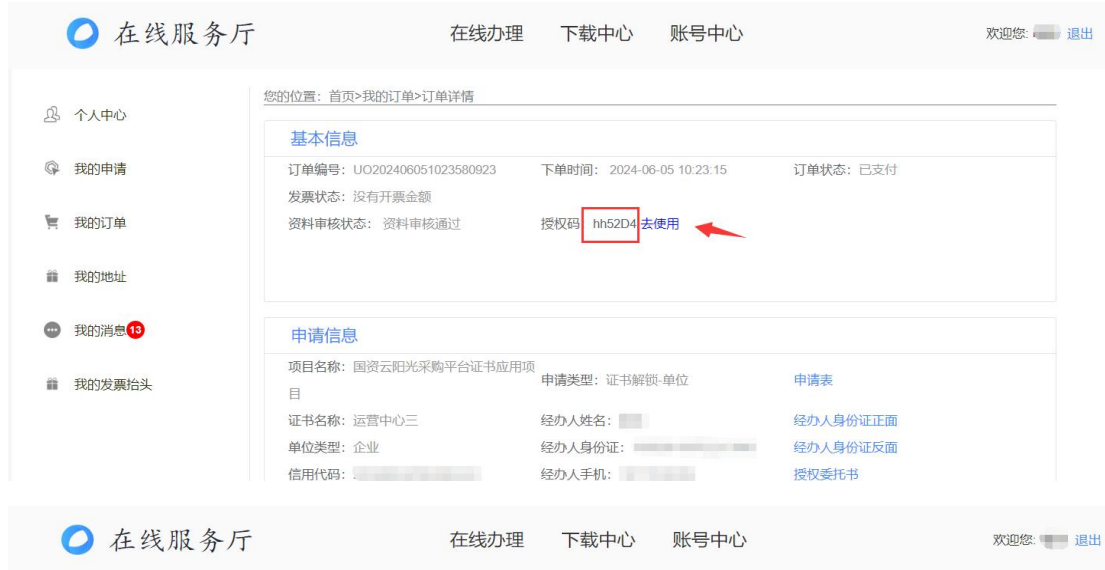 在线服务厅 在线办理 下载中心 账号中心 欢迎您: 退出
您的位置：首页>我的订单>订单详情
个人中心
我的申请
我的订单
我的地址
我的消息 13
我的发票抬头
基本信息
订单编号：UO202406051023580923 下单时间： 2024-06-05 10:23:15 订单状态：已支付
发票状态：没有开票金额
资料审核状态： 资料审核通过 授权码 hh52D4 去使用
申请信息
项目名称：国资云阳光采购平台证书应用项
目
申请类型：证书解锁-单位 申请表
证书名称：运营中心三 经办人姓名： 经办人身份证正面
单位类型：企业 经办人身份证： 经办人身份证反面
信用代码： 经办人手机： 授权委托书
在线服务厅 在线办理 下载中心 账号中心 欢迎您: 退出